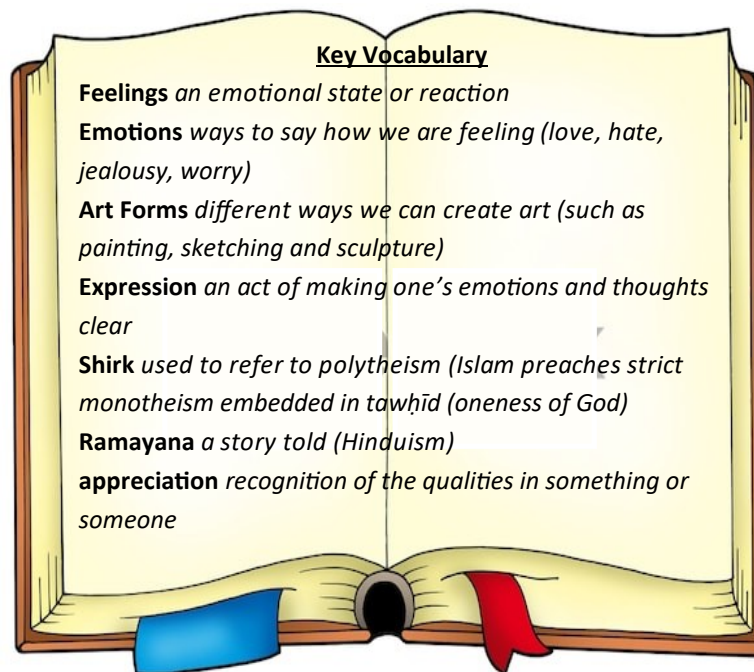 Key Vocabulary
Feelings an emotional state or reaction
Emotions ways to say how we are feeling (love, hate,
jealousy, worry)
Art Forms different ways we can create art (such as
painting, sketching and sculpture)
Expression an act of making one’s emotions and thoughts
clear
Shirk used to refer to polytheism (Islam preaches strict
monotheism embedded in tawḥīd (oneness of God)
Ramayana a story told (Hinduism)
appreciation recognition of the qualities in something or
someone